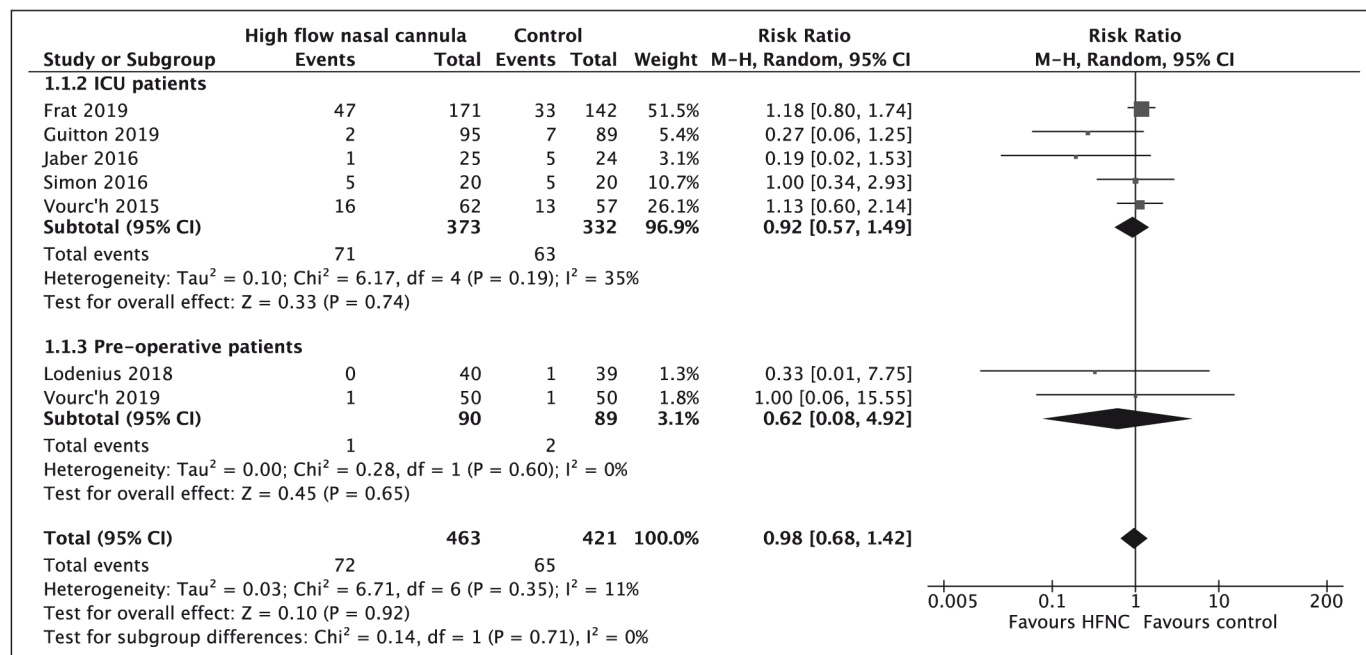 High flow nasal cannula Control Risk Ratio Risk Ratio
Study or Subgroup Events Total Events Total Weight M-H, Random, 95% CI M-H, Random, 95% CI
1.1.2 ICU patients
Frat 2019 47 171 33 142 51.5% 1.18 [0.80, 1.74]
Guitton 2019 2 95 7 89 5.4% 0.27 [0.06, 1.25]
Jaber 2016 1 25 5 24 3.1% 0.19 [0.02, 1.53]
Simon 2016 5 20 5 20 10.7% 1.00 [0.34, 2.93]
Vourc'h 2015 16 62 13 57 26.1% 1.13 [0.60, 2.14]
Subtotal (95% CI) 373 332 96.9% 0.92 [0.57, 1.49]
Total events 71 63
Heterogeneity: Tau² = 0.10; Chi² = 6.17, df = 4 (P = 0.19); I² = 35%
Test for overall effect: Z = 0.33 (P = 0.74)
1.1.3 Pre-operative patients
Lodenius 2018 0 40 1 39 1.3% 0.33 [0.01, 7.75]
Vourc'h 2019 1 50 1 50 1.8% 1.00 [0.06, 15.55]
Subtotal (95% CI) 90 89 3.1% 0.62 [0.08, 4.92]
Total events 1 2
Heterogeneity: Tau² = 0.00; Chi² = 0.28, df = 1 (P = 0.60); I² = 0%
Test for overall effect: Z = 0.45 (P = 0.65)
Total (95% CI) 463 421 100.0% 0.98 [0.68, 1.42]
Total events 72 65
Heterogeneity: Tau² = 0.03; Chi² = 6.71, df = 6 (P = 0.35); I² = 11%
Test for overall effect: Z = 0.10 (P = 0.92)
Test for subgroup differences: Chi² = 0.14, df = 1 (P = 0.71), I² = 0%
0.005 0.1 1 10 200
Favours HFNC Favours control